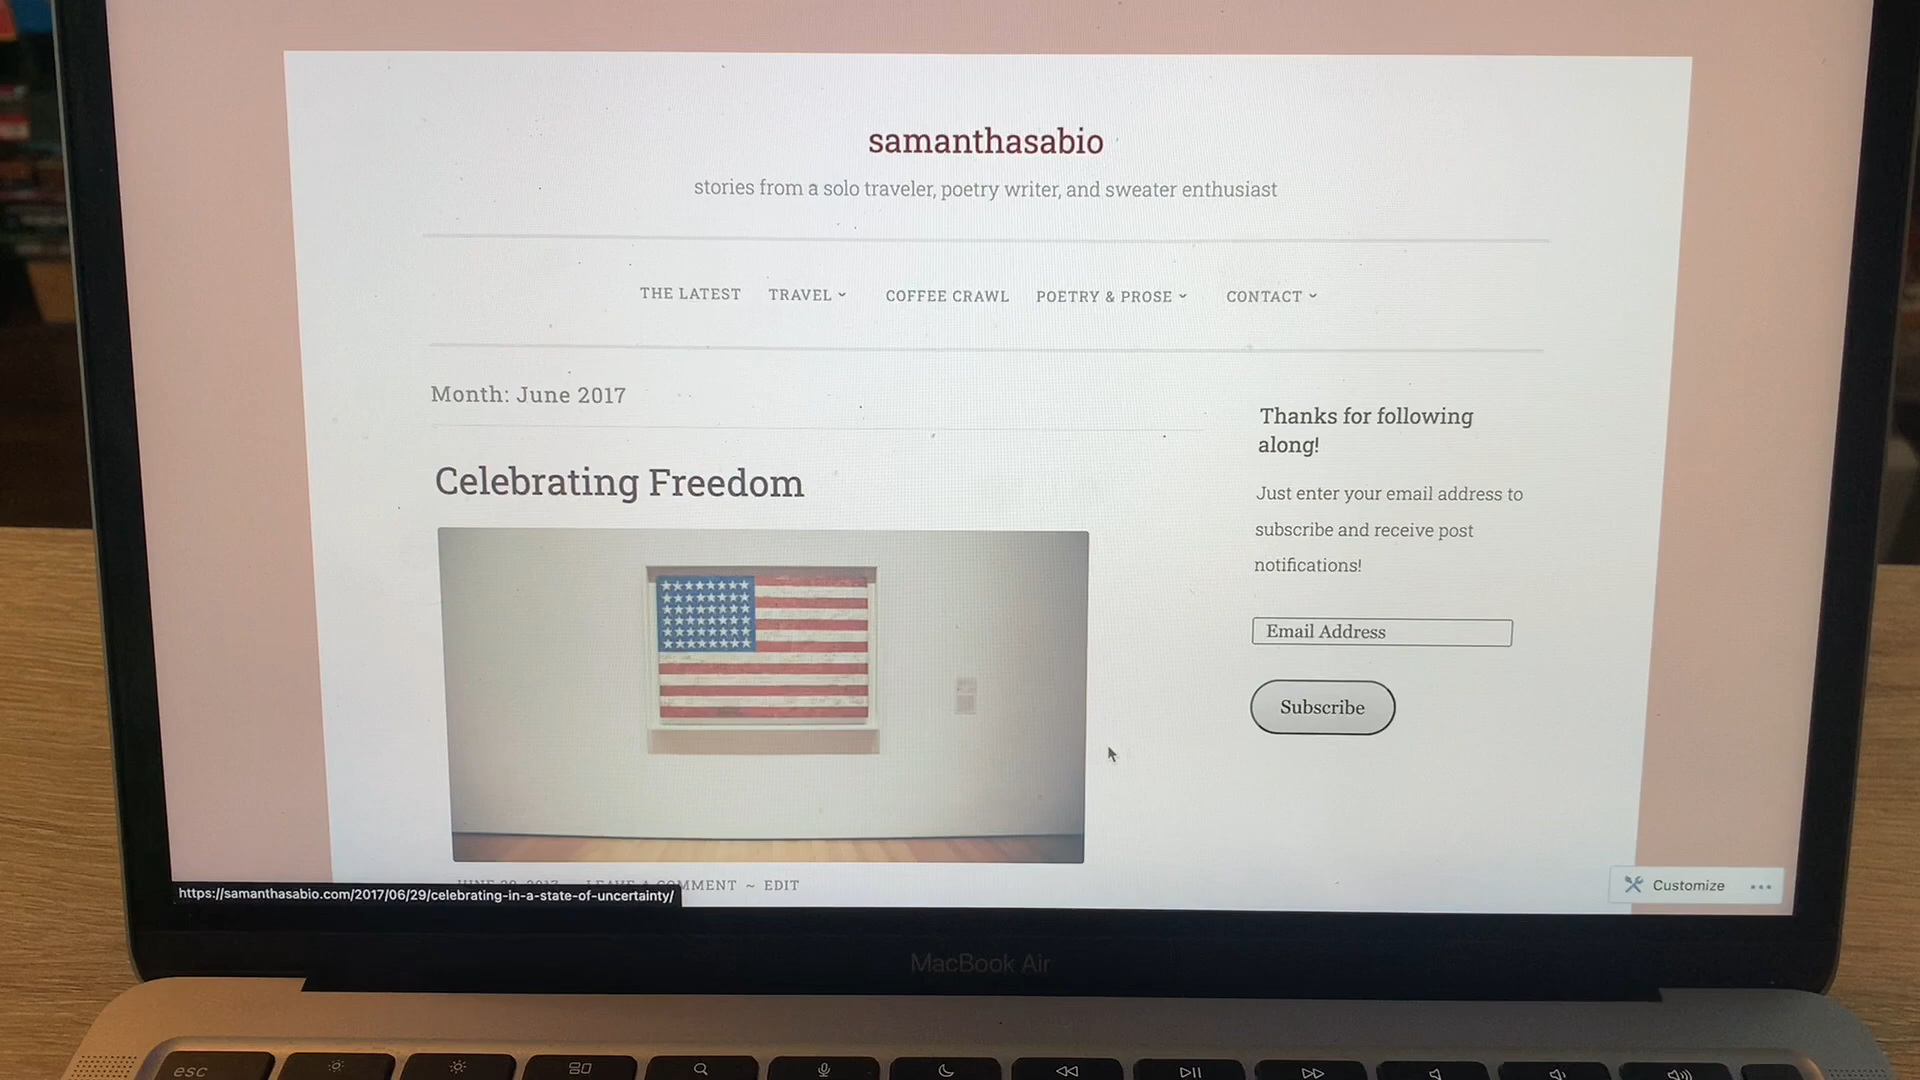 samanthasabio
stories from a solo traveler, poetry writer, and sweater enthusiast
THE LATEST TRAVEL COFFEE CRAWL POETRY & PROSE CONTACT
Month: June 2017
Celebrating Freedom
Thanks for following
along!
Just enter your email address to
subscribe and receive post
notifications!
Email Address
Subscribe
JUNE 29, 2017 LEAVE A COMMENT ~ EDIT
https://samanthasabio.com/2017/06/29/celebrating-in-a-state-of-uncertainty/
Customize
MacBook Air
esc